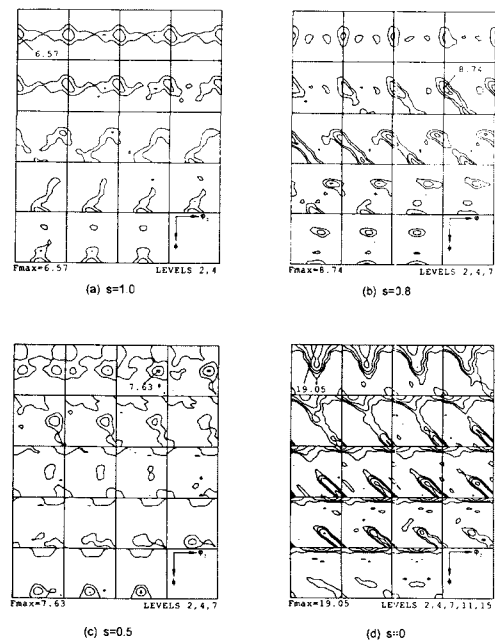 6.57
8.74
Fmax=6.57 LEVELS 2,4
Fmax=8.74 LEVELS 2,4,7
(a) s=1.0
(b) s=0.8
7.63
19.05
Fmax=7.63 LEVELS 2,4,7
Fmax=19.05 LEVELS 2,4,7,11,15
(c) s=0.5
(d) s=0